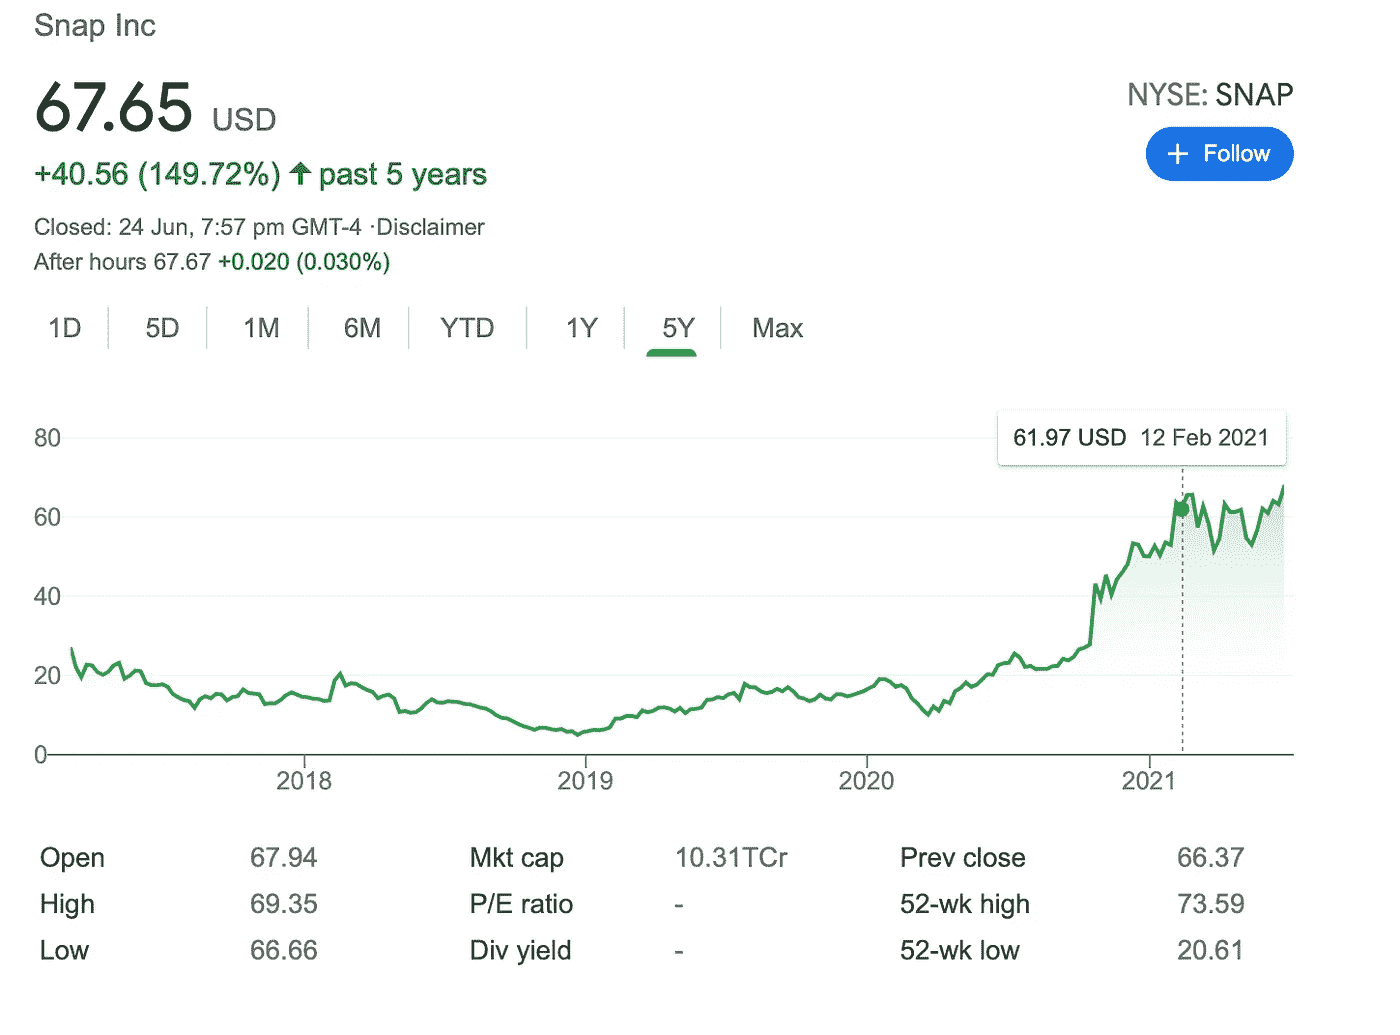 Snap Inc
67.65 USD
NYSE: SNAP
+ Follow
+40.56 (149.72%) ↑ past 5 years
Closed: 24 Jun, 7:57 pm GMT-4 ·Disclaimer
After hours 67.67 +0.020 (0.030%)
1D 5D 1M 6M YTD 1Y 5Y Max
61.97 USD 12 Feb 2021
80
60
40
20
0
2018 2019 2020 2021
Open 67.94 Mkt cap 10.31TCr Prev close 66.37
High 69.35 P/E ratio - 52-wk high 73.59
Low 66.66 Div yield - 52-wk low 20.61